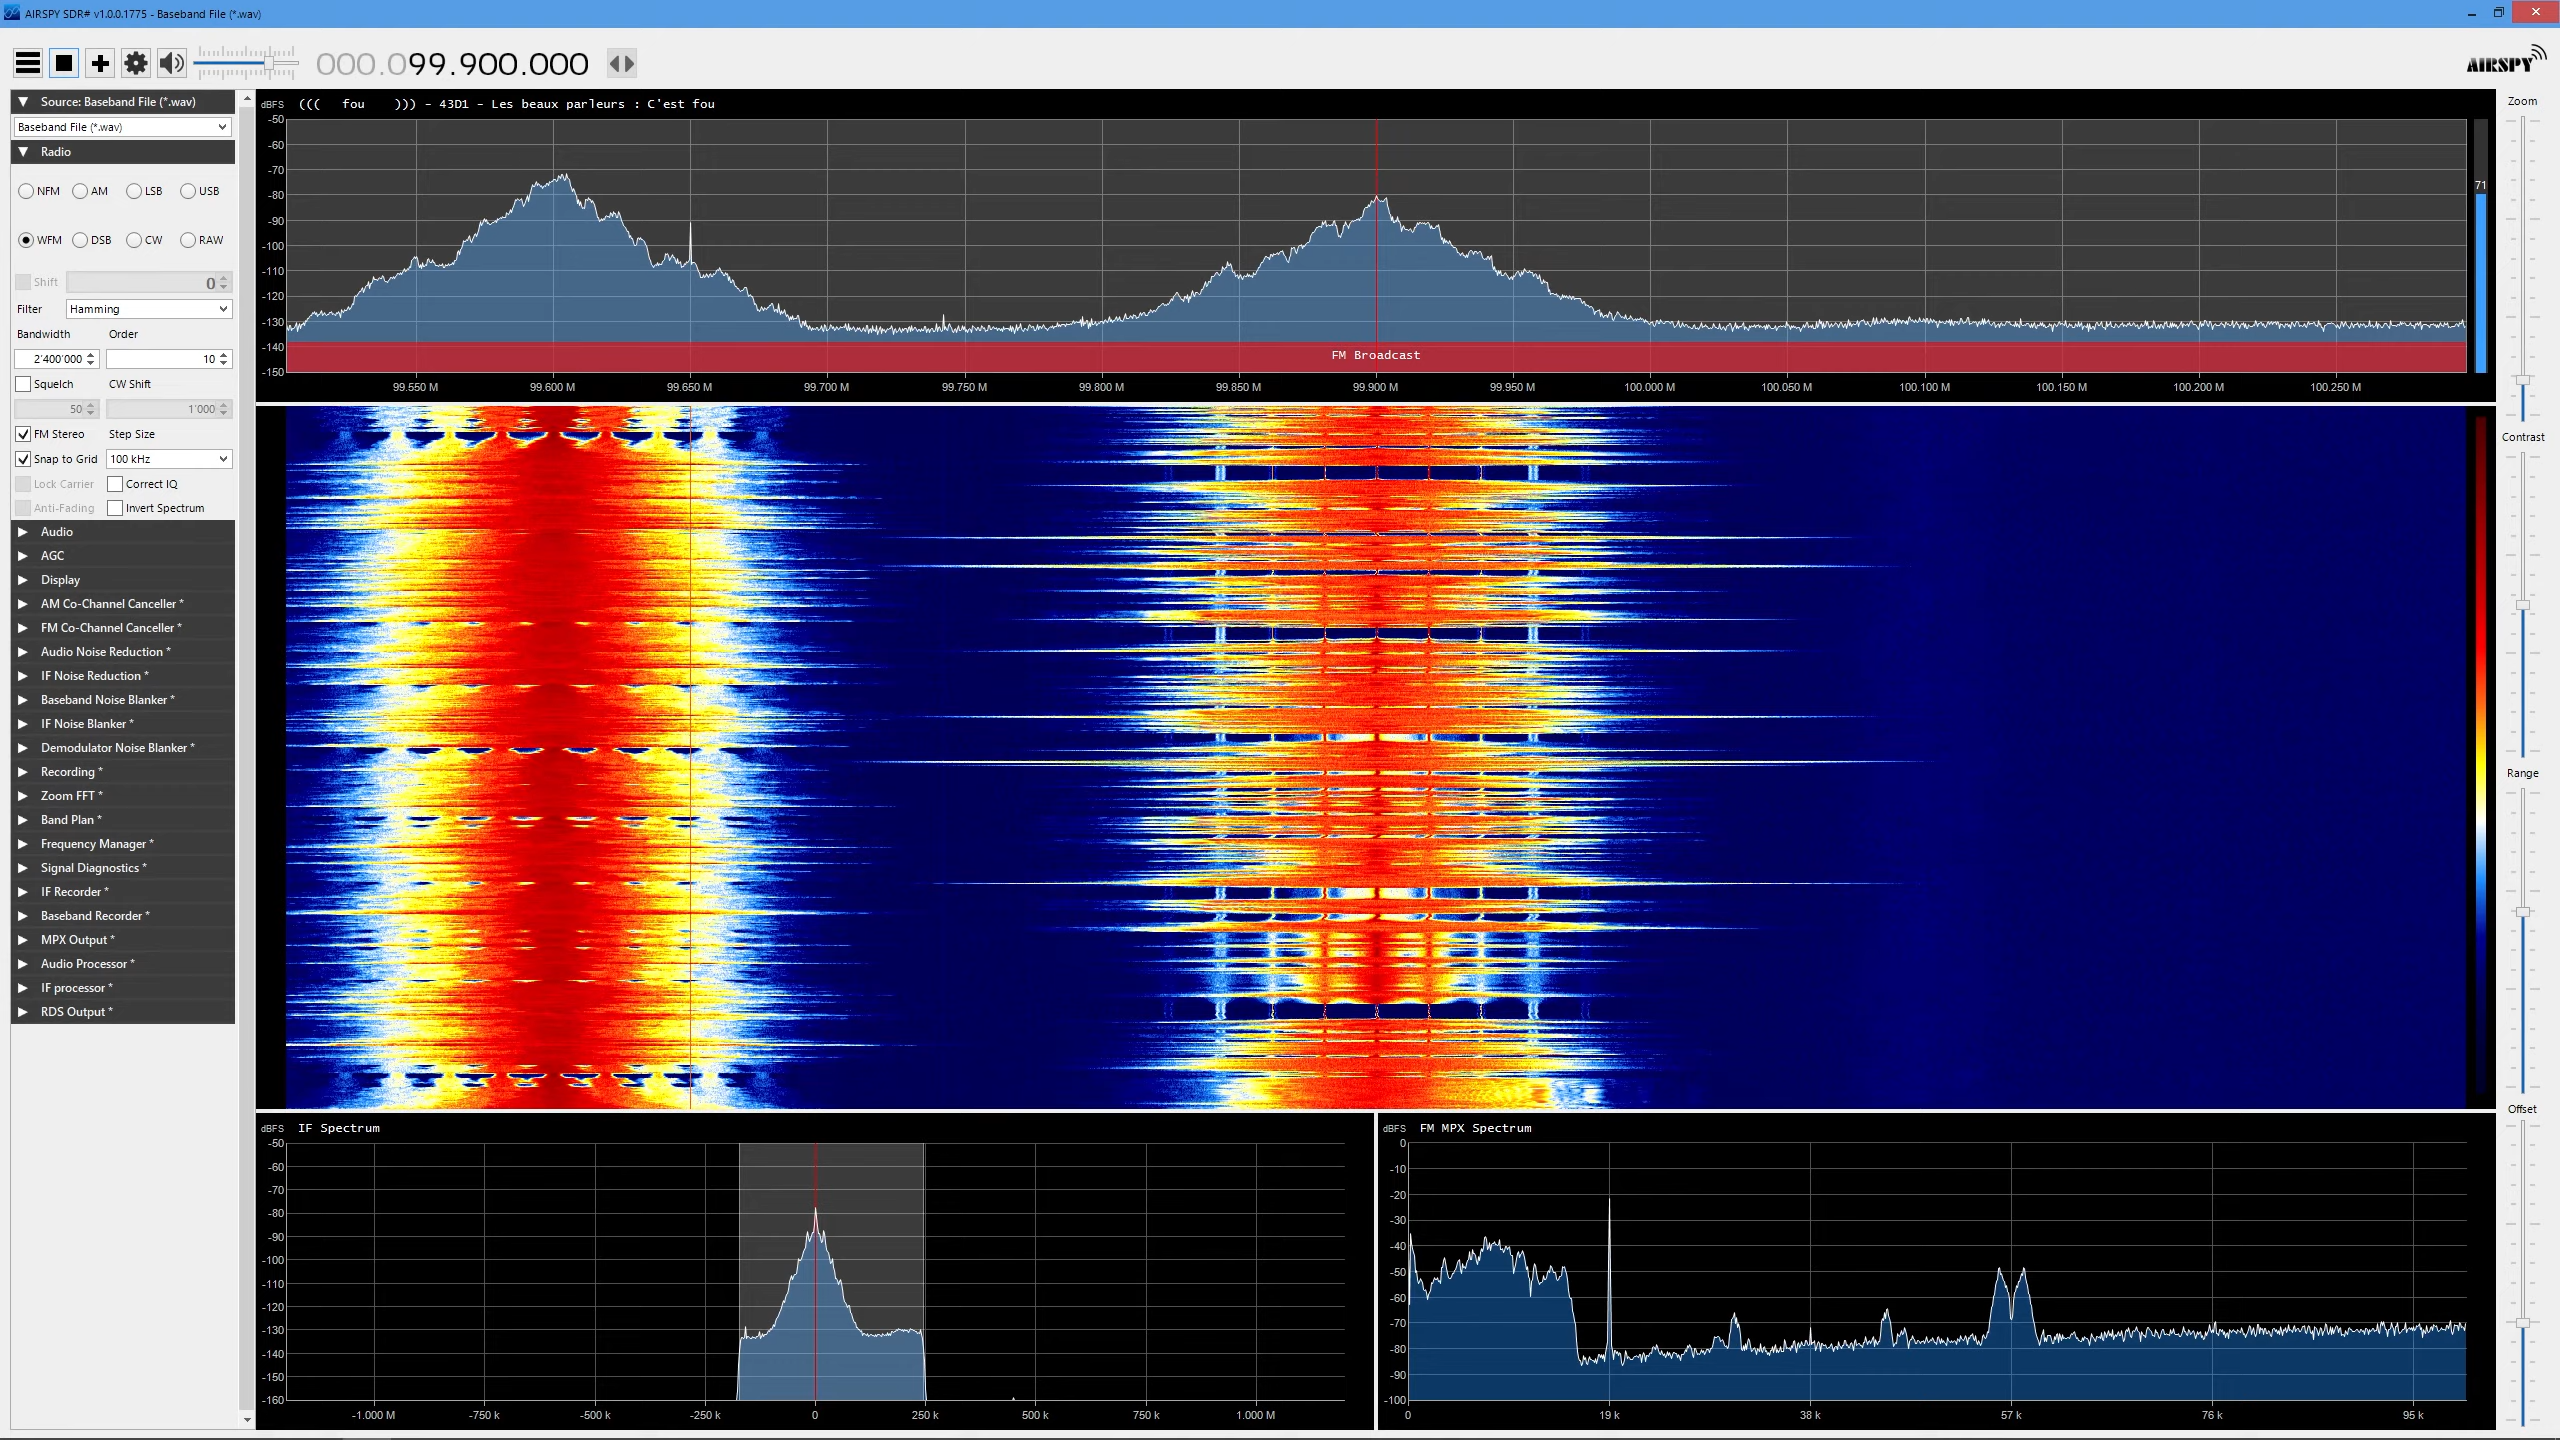 AIRSPY SDR# v1.0.0.1775 - Baseband File (*.wav)
000.099.900.000
AIRSPY
Source: Baseband File (*.wav)
Baseband File (*.wav)
Radio
NFM AM LSB USB
WFM DSB CW RAW
Shift 0
Filter Hamming
Bandwidth Order
2'400'000 10
Squelch CW Shift
50 1'000
FM Stereo Step Size
Snap to Grid 100 kHz
Lock Carrier Correct IQ
Anti-Fading Invert Spectrum
Audio
AGC
Display
AM Co-Channel Canceller *
FM Co-Channel Canceller *
Audio Noise Reduction *
IF Noise Reduction *
Baseband Noise Blanker *
IF Noise Blanker *
Demodulator Noise Blanker *
Recording *
Zoom FFT *
Band Plan *
Frequency Manager *
Signal Diagnostics *
IF Recorder *
Baseband Recorder *
MPX Output *
Audio Processor *
IF processor *
RDS Output *
dBFS ((( fou ))) - 43D1 - Les beaux parleurs : C'est fou
-50
-60
-70
-80
-90
-100
-110
-120
-130
-140
-150
71
FM Broadcast
99.550 M 99.600 M 99.650 M 99.700 M 99.750 M 99.800 M 99.850 M 99.900 M 99.950 M 100.000 M 100.050 M 100.100 M 100.150 M 100.200 M 100.250 M
dBFS IF Spectrum
-50
-60
-70
-80
-90
-100
-110
-120
-130
-140
-150
-160
-1.000 M -750 k -500 k -250 k 0 250 k 500 k 750 k 1.000 M
dBFS FM MPX Spectrum
0
-10
-20
-30
-40
-50
-60
-70
-80
-90
-100
0 19 k 38 k 57 k 76 k 95 k
Zoom
Contrast
Range
Offset